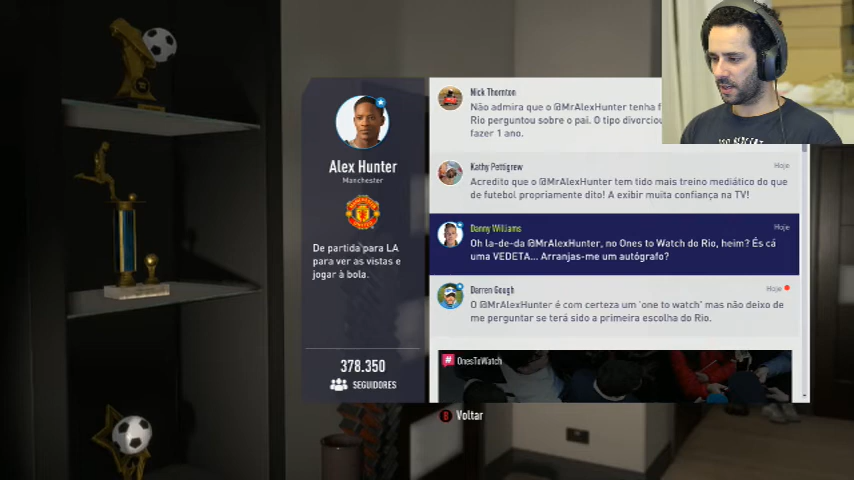 Alex Hunter
Manchester
De partida para LA
para ver as vistas e
jogar à bola.
378.350
SEGUIDORES
Nick Thornton
Não admira que o @MrAlexHunter tenha
Rio perguntou sobre o pai. O tipo
fazer 1 ano.
Kathy Pettigrew
Hoje
Acredito que o @MrAlexHunter tem tido mais treino mediático do que
de futebol propriamente dito! A exibir muita confiança na TV!
Danny Williams
Hoje
Oh la-de-da @MrAlexHunter, no Ones to Watch do Rio, heim? És cá
uma VEDETA... Arranjas-me um autógrafo?
Darren Gough
Hoje
O @MrAlexHunter é com certeza um 'one to watch' mas não deixo de
me perguntar se terá sido a primeira escolha do Rio.
# OnesToWatch
B Voltar